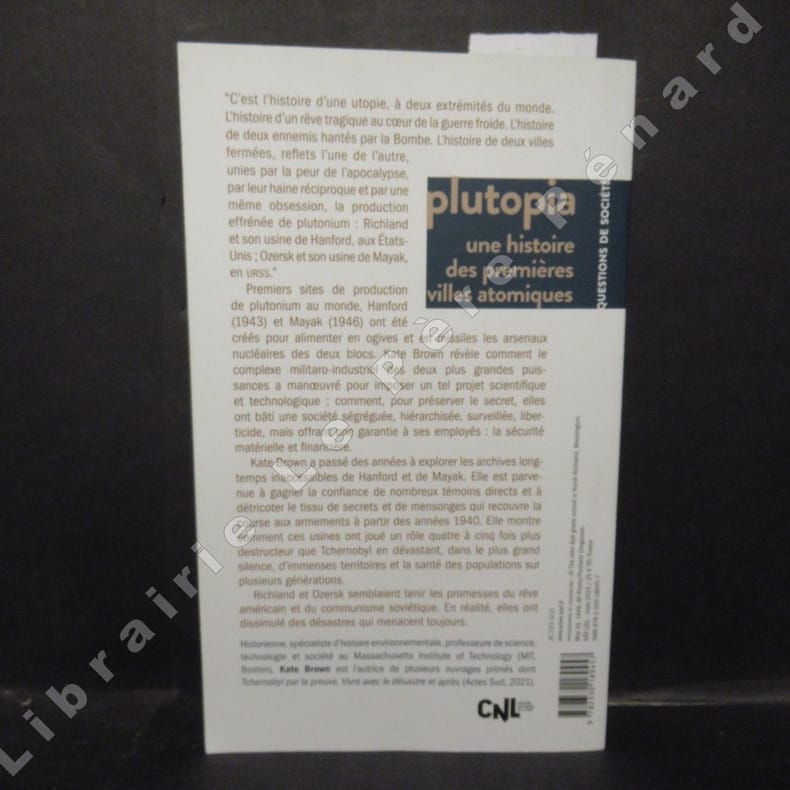 "C'est l'histoire d'une utopie, à deux extrémités du monde.
L'histoire d'un rêve tragique au cœur de la guerre froide. L'histoire
de deux ennemis hantés par la Bombe. L'histoire de deux villes
fermées, reflets l'une de l'autre,
unies par la peur de l'apocalypse,
par leur haine réciproque et par une
même obsession, la production
effrénée de plutonium : Richland
et son usine de Hanford, aux États-
Unis ; Ozersk et son usine de Mayak,
en URSS."
plutopia
une histoire
des premières
villes atomiques
QUESTIONS DE SOCIÉTÉ
Premiers sites de production
de plutonium au monde, Hanford
(1943) et Mayak (1946) ont été
créés pour alimenter en ogives et en missiles les arsenaux
nucléaires des deux blocs. Kate Brown révèle comment le
complexe militaro-industriel des deux plus grandes puis-
sances a manœuvré pour imposer un tel projet scientifique
et technologique ; comment, pour préserver le secret, elles
ont bâti une société ségréguée, hiérarchisée, surveillée, liber-
ticide, mais offrant une garantie à ses employés : la sécurité
matérielle et financière.
Kate Brown a passé des années à explorer les archives long-
temps inaccessibles de Hanford et de Mayak. Elle est parve-
nue à gagner la confiance de nombreux témoins directs et à
détricoter le tissu de secrets et de mensonges qui recouvre la
course aux armements à partir des années 1940. Elle montre
comment ces usines ont joué un rôle quatre à cinq fois plus
destructeur que Tchernobyl en dévastant, dans le plus grand
silence, d'immenses territoires et la santé des populations sur
plusieurs générations.
Richland et Ozersk semblaient tenir les promesses du rêve
américain et du communisme soviétique. En réalité, elles ont
dissimulé des désastres qui menacent toujours.
Historienne, spécialiste d'histoire environnementale, professeure de science,
technologie et société au Massachusetts Institute of Technology (MIT,
Boston), Kate Brown est l'autrice de plusieurs ouvrages primés dont
Tchernobyl par la preuve. Vivre avec le désastre et après (Actes Sud, 2021).
CNL
Librairie Le Père Pénard